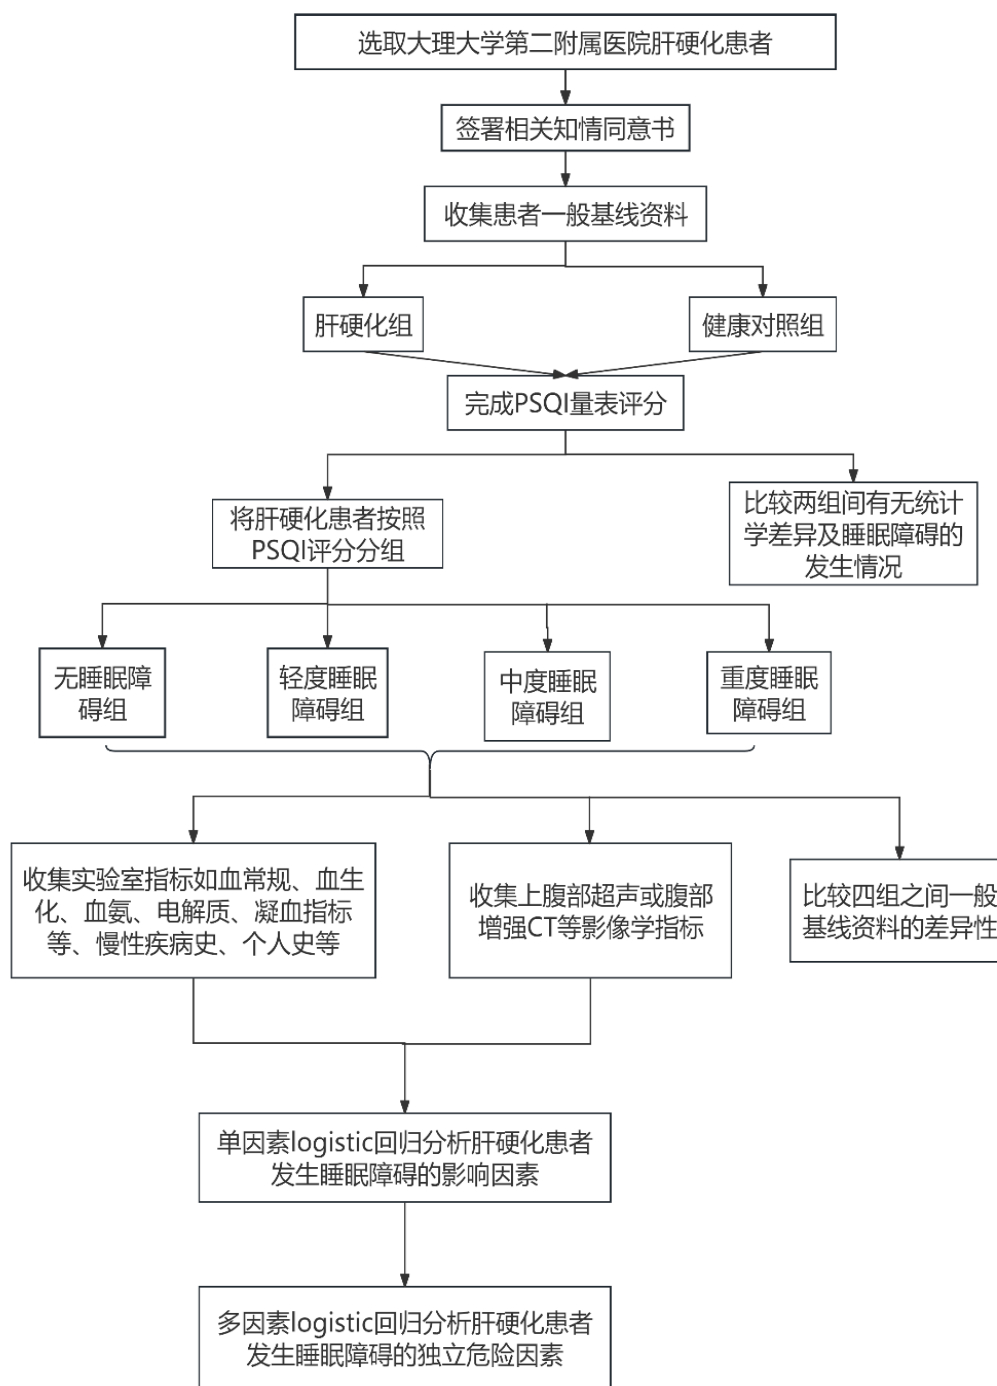 选取大理大学第二附属医院肝硬化患者
签署相关知情同意书
收集患者一般基线资料
肝硬化组
健康对照组
完成PSQI量表评分
将肝硬化患者按照
PSQI评分分组
比较两组间有无统计
学差异及睡眠障碍的
发生情况
无睡眠障
碍组
轻度睡眠
障碍组
中度睡眠
障碍组
重度睡眠
障碍组
收集实验室指标如血常规、血生
化、血氨、电解质、凝血指标
等、慢性疾病史、个人史等
收集上腹部超声或腹部
增强CT等影像学指标
比较四组之间一般
基线资料的差异性
单因素logistic回归分析肝硬化患者
发生睡眠障碍的影响因素
多因素logistic回归分析肝硬化患者
发生睡眠障碍的独立危险因素